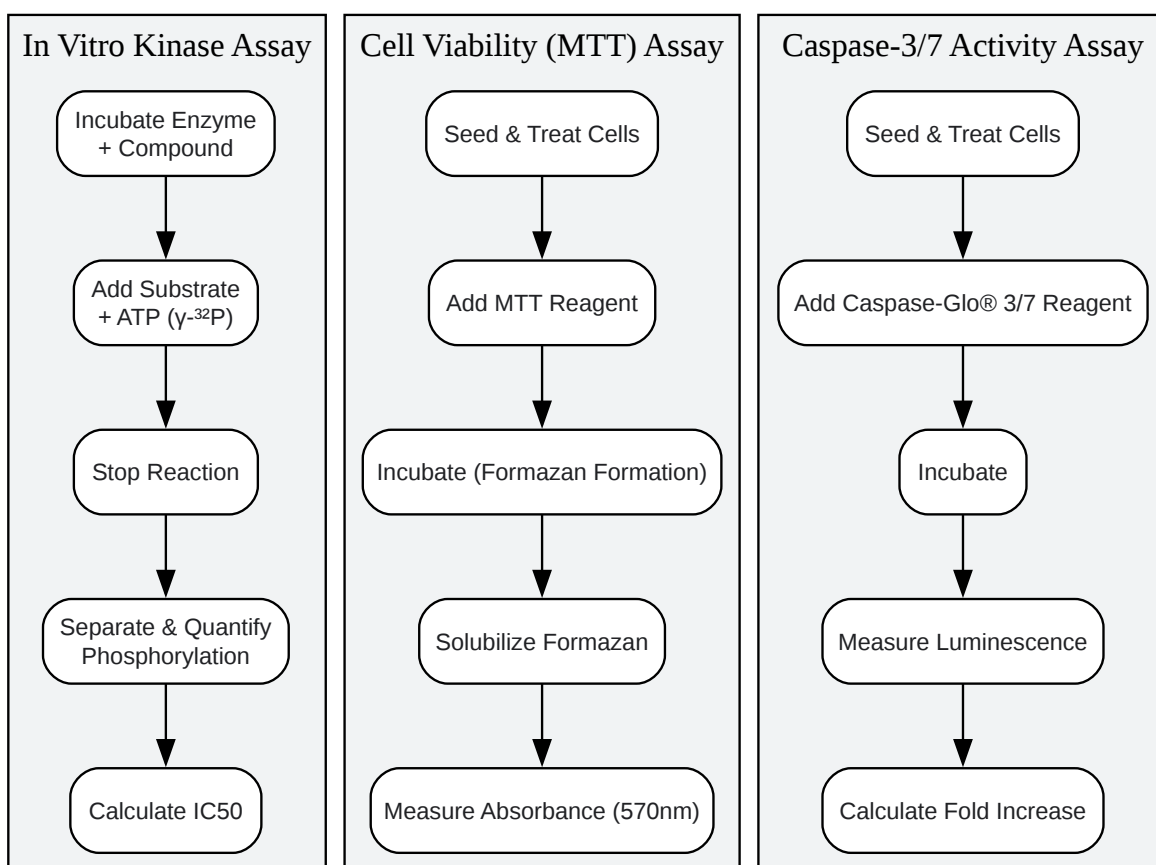 In Vitro Kinase Assay
Incubate Enzyme
+ Compound
Add Substrate
+ ATP (γ-³²P)
Stop Reaction
Separate & Quantify
Phosphorylation
Calculate IC50
Cell Viability (MTT) Assay
Seed & Treat Cells
Add MTT Reagent
Incubate (Formazan Formation)
Solubilize Formazan
Measure Absorbance (570nm)
Caspase-3/7 Activity Assay
Seed & Treat Cells
Add Caspase-Glo® 3/7 Reagent
Incubate
Measure Luminescence
Calculate Fold Increase